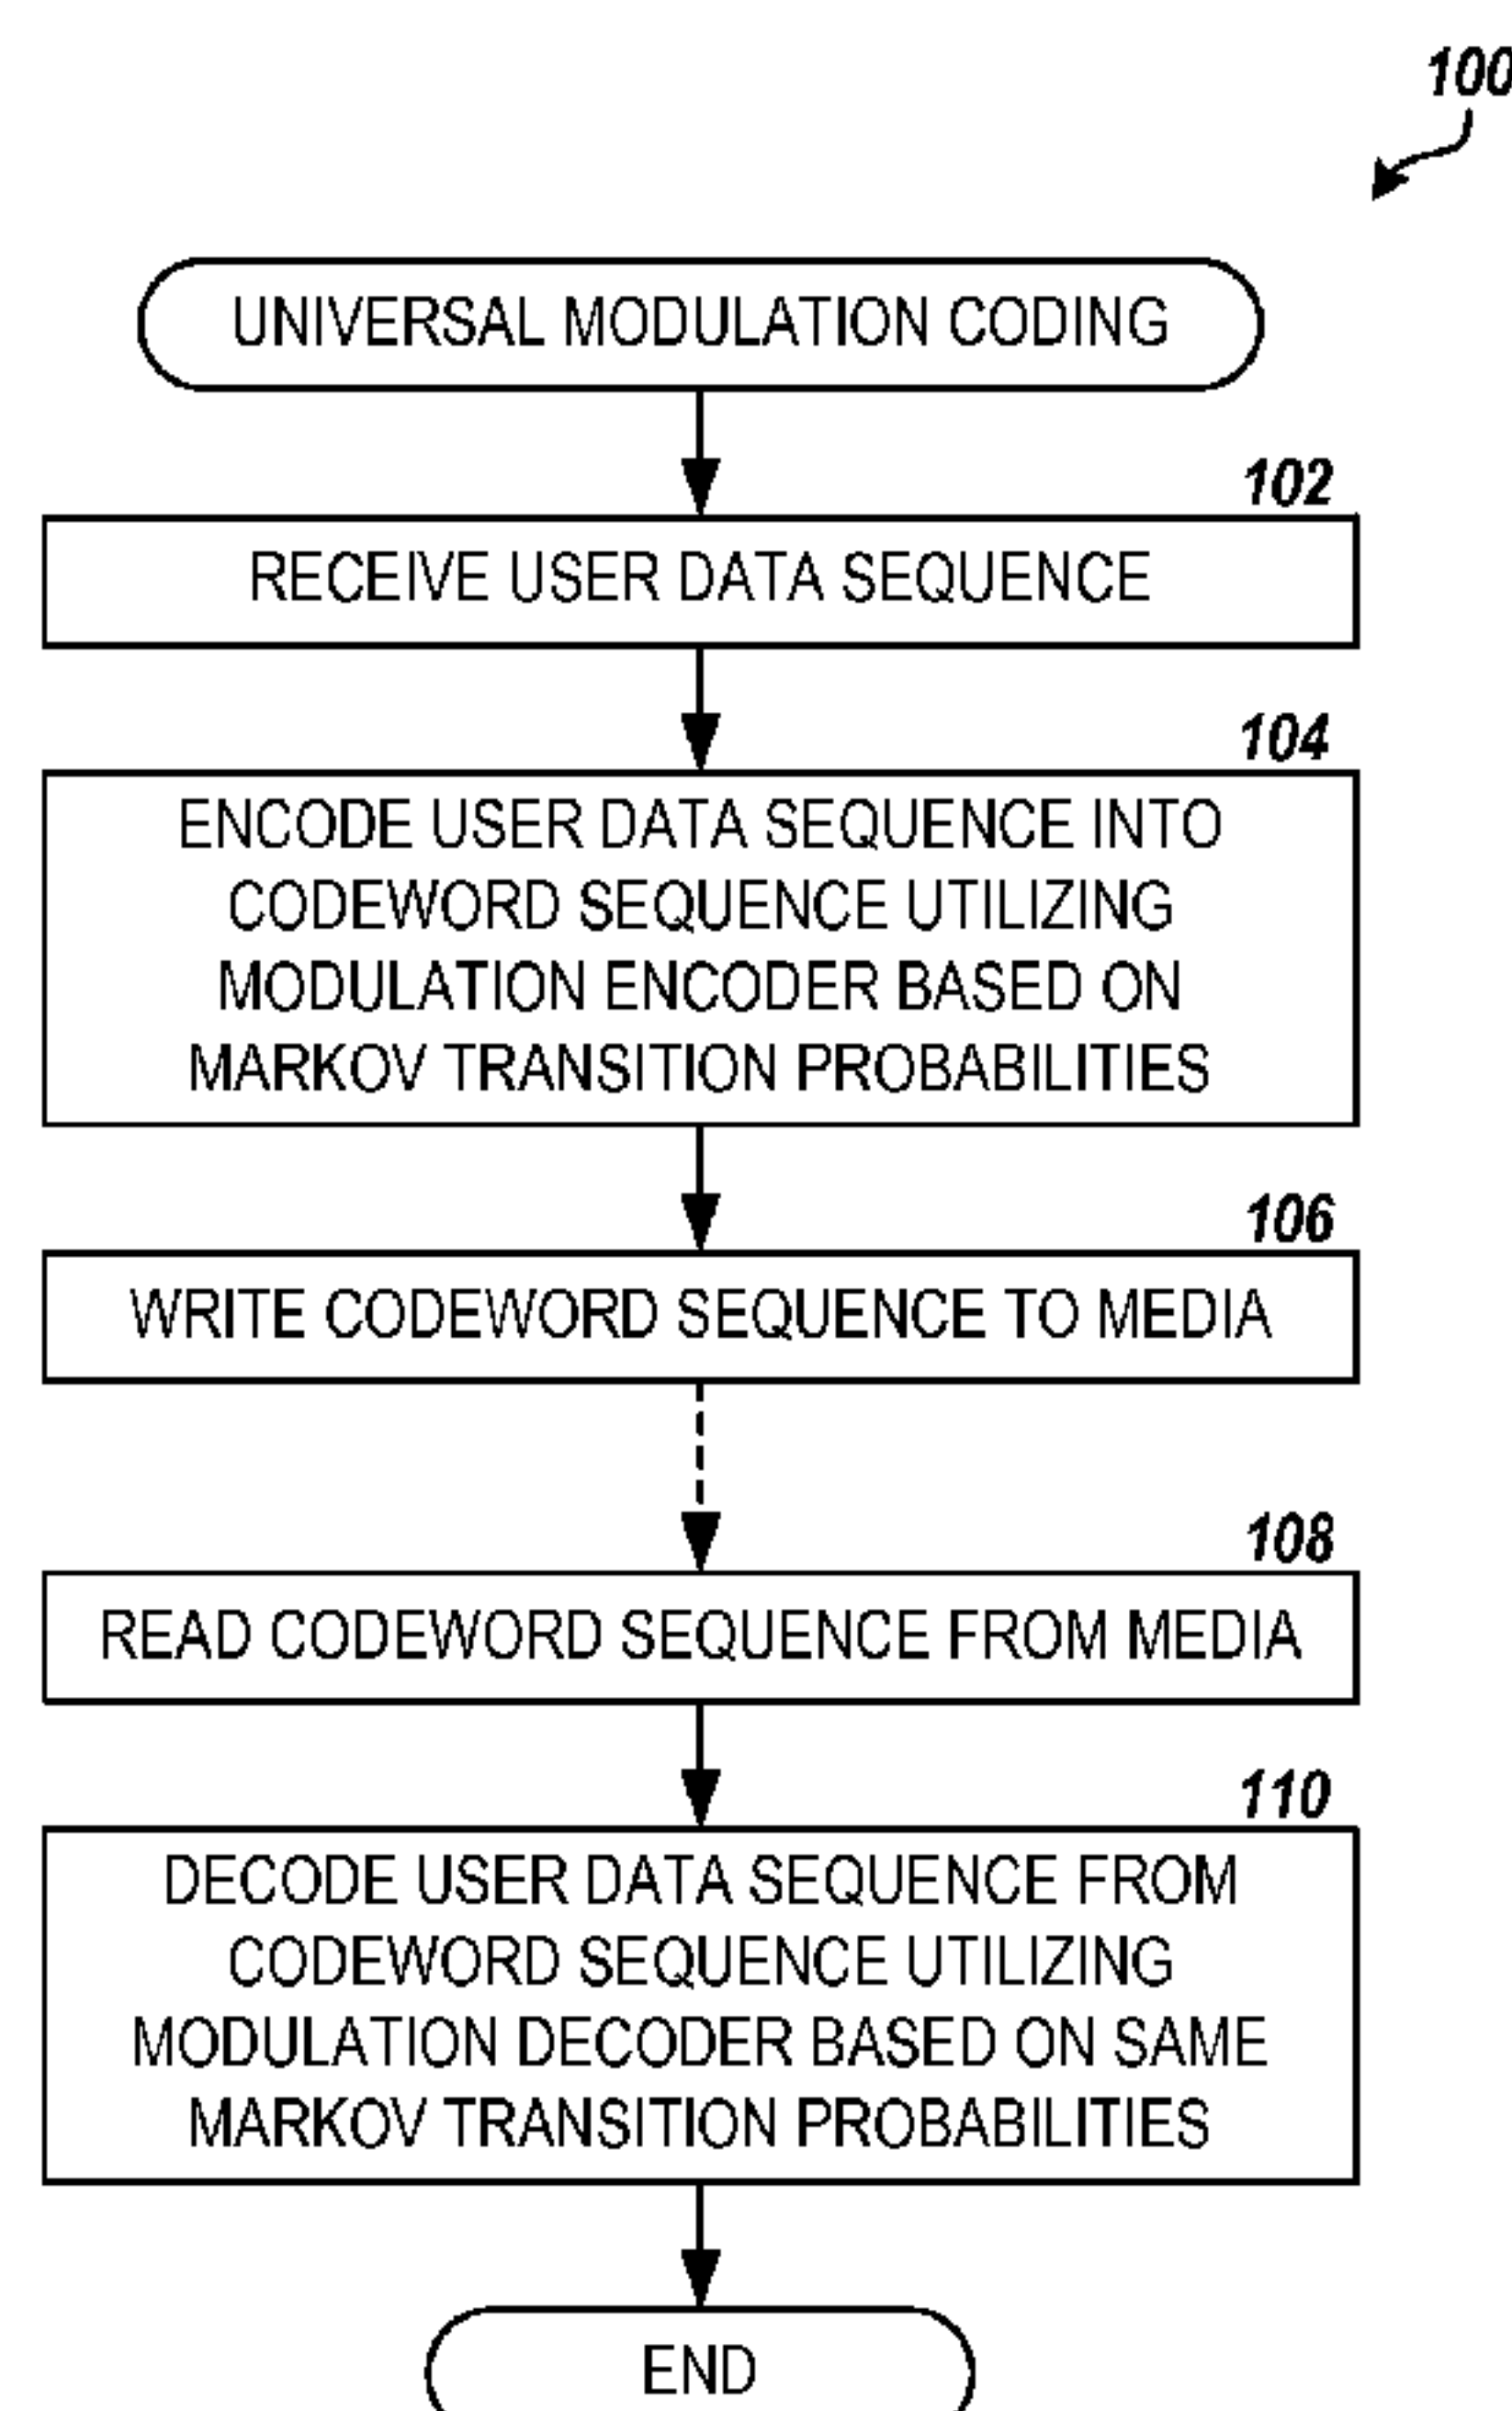 100
UNIVERSAL MODULATION CODING
102
RECEIVE USER DATA SEQUENCE
104
ENCODE USER DATA SEQUENCE INTO
CODEWORD SEQUENCE UTILIZING
MODULATION ENCODER BASED ON
MARKOV TRANSITION PROBABILITIES
106
WRITE CODEWORD SEQUENCE TO MEDIA
108
READ CODEWORD SEQUENCE FROM MEDIA
110
DECODE USER DATA SEQUENCE FROM
CODEWORD SEQUENCE UTILIZING
MODULATION DECODER BASED ON SAME
MARKOV TRANSITION PROBABILITIES
END